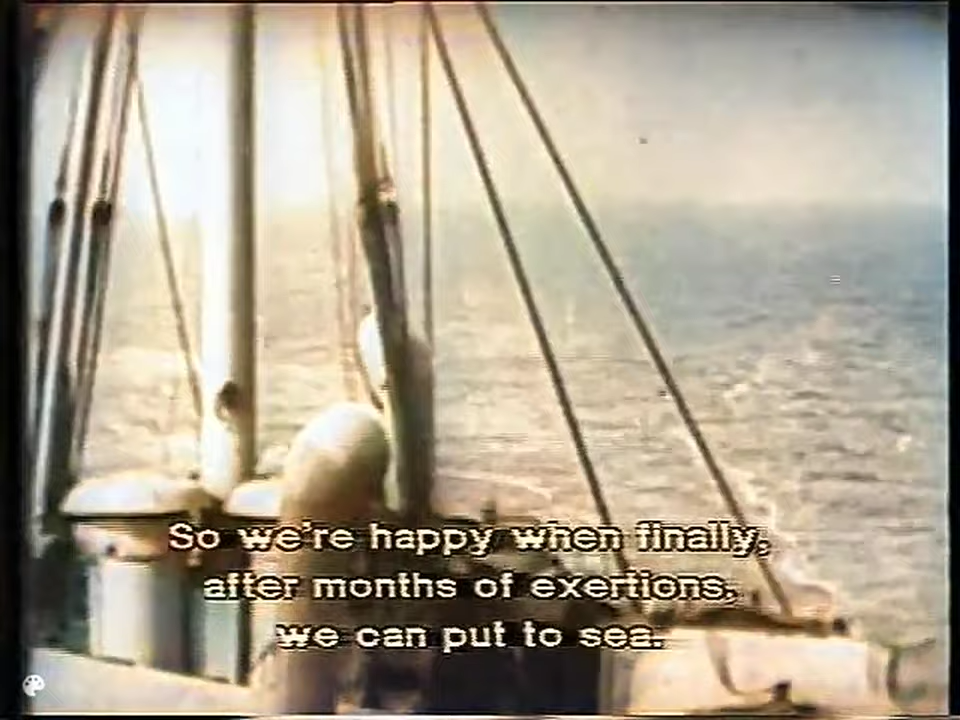 So we're happy when finally,
after months of exertions,
we can put to sea.